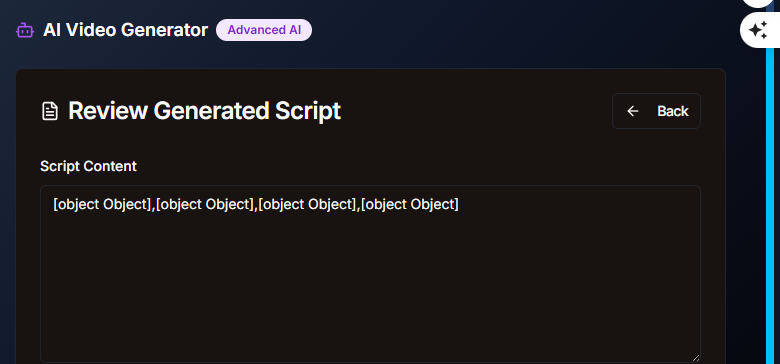 AI Video Generator Advanced AI
Review Generated Script
Back
Script Content
[object Object],[object Object],[object Object],[object Object]